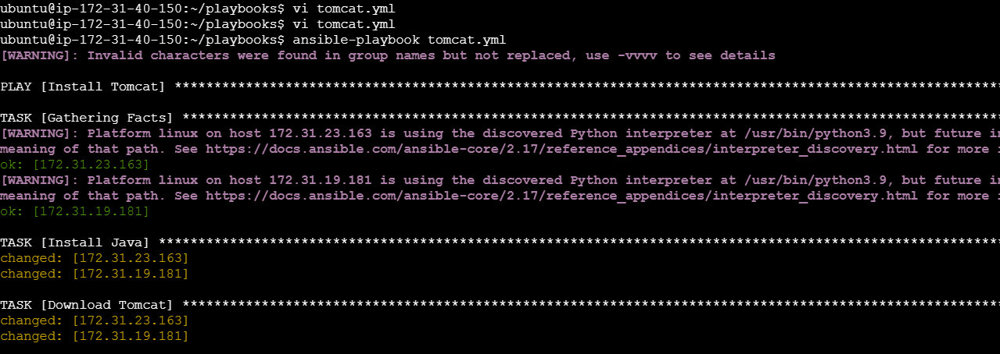 ubuntu@ip-172-31-40-150:~/playbooks$ vi tomcat.yml
ubuntu@ip-172-31-40-150:~/playbooks$ vi tomcat.yml
ubuntu@ip-172-31-40-150:~/playbooks$ ansible-playbook tomcat.yml
[WARNING]: Invalid characters were found in group names but not replaced, use -vvvv to see details
PLAY [Install Tomcat] ********************************************************************************************************
TASK [Gathering Facts] *******************************************************************************************************
[WARNING]: Platform linux on host 172.31.23.163 is using the discovered Python interpreter at /usr/bin/python3.9, but future in
meaning of that path. See https://docs.ansible.com/ansible-core/2.17/reference_appendices/interpreter_discovery.html for more i
ok: [172.31.23.163]
[WARNING]: Platform linux on host 172.31.19.181 is using the discovered Python interpreter at /usr/bin/python3.9, but future in
meaning of that path. See https://docs.ansible.com/ansible-core/2.17/reference_appendices/interpreter_discovery.html for more i
ok: [172.31.19.181]
TASK [Install Java] **********************************************************************************************************
changed: [172.31.23.163]
changed: [172.31.19.181]
TASK [Download Tomcat] *******************************************************************************************************
changed: [172.31.23.163]
changed: [172.31.19.181]